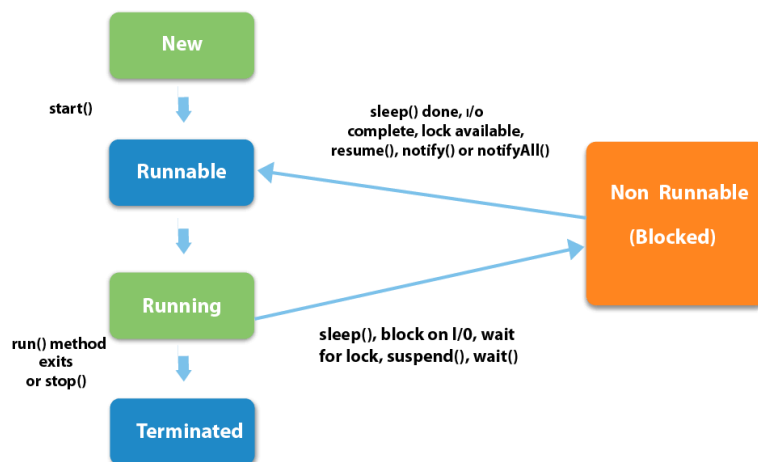 New
start()
sleep() done, ı/o
complete, lock available,
resume(), notify() or notifyAll()
Runnable
Non Runnable
(Blocked)
Running
sleep(), block on l/0, wait
for lock, suspend(), wait()
run() method
exits
or stop()
Terminated